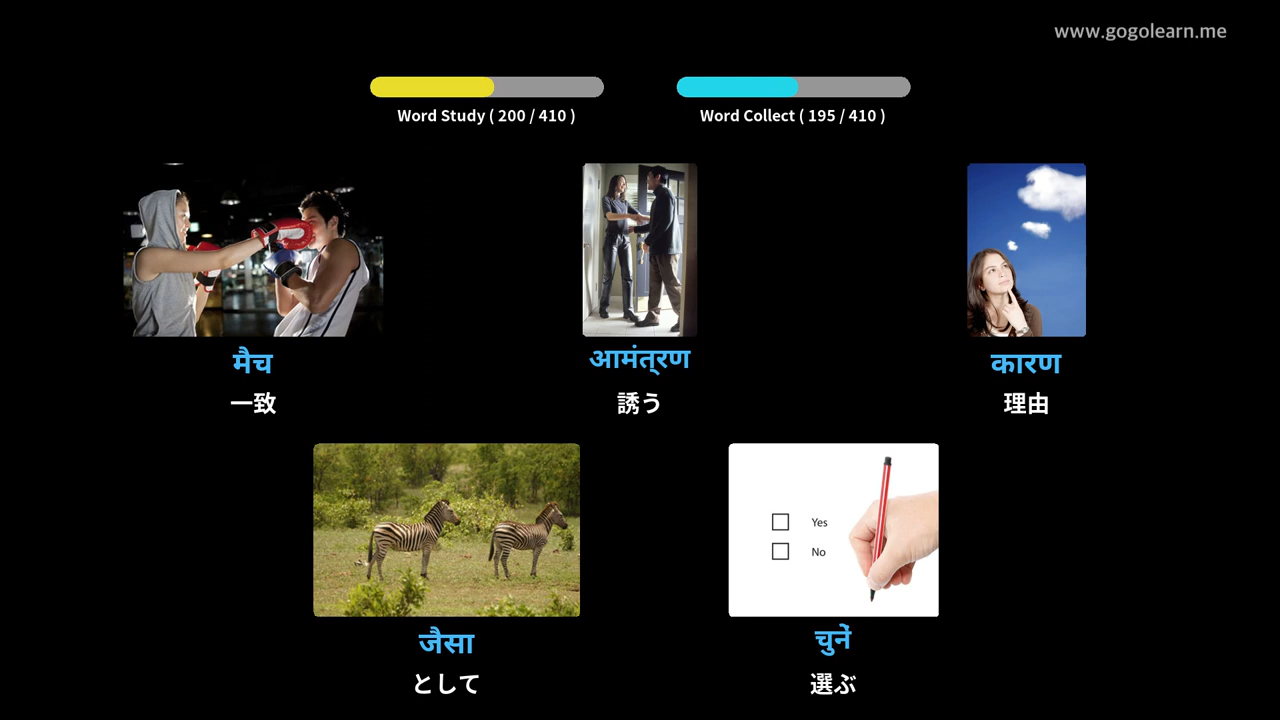 www.gogolearn.me
Word Study ( 200 / 410 )
Word Collect ( 195 / 410 )
मैच
一致
आमंत्रण
誘う
कारण
理由
Yes
No
जैसा
として
चुनें
選ぶ